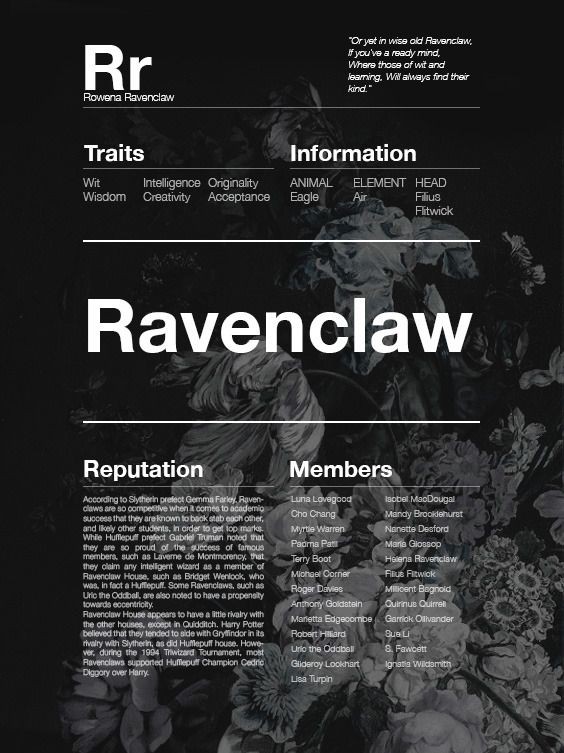 Rr
Rowena Ravenclaw
"Or yet in wise old Ravenclaw,
If you've a ready mind,
Where those of wit and
learning, Will always find their
kind."
Traits
Wit Intelligence Originality
Wisdom Creativity Acceptance
Information
ANIMAL ELEMENT HEAD
Eagle Air Filius
Flitwick
Ravenclaw
Reputation
According to Slytherin prefect Gemma Farley, Raven-
claws are so competitive when it comes to academic
success that they are known to back stab each other,
and likely other students, in order to get top marks.
While Hufflepuff prefect Gabriel Truman noted that
they are so proud of the success of famous
members, such as Laverne de Montmorency, that
they claim any intelligent wizard as a member of
Ravenclaw House, such as Bridget Wenlock, who
was, in fact a Hufflepuff. Some Ravenclaws, such as
Uric the Oddball, are also noted to have a propensity
towards eccentricity.
Ravenclaw House appears to have a little rivalry with
the other houses, except in Quidditch. Harry Potter
believed that they tended to side with Gryffindor in its
rivalry with Slytherin, as did Hufflepuff house. Howe-
ver, during the 1994 Triwizard Tournament, most
Ravenclaws supported Hufflepuff Champion Cedric
Diggory over Harry.
Members
Luna Lovegood
Cho Chang
Myrtle Warren
Padma Patil
Terry Boot
Michael Corner
Roger Davies
Anthony Goldstein
Marietta Edgecombe
Robert Hilliard
Uric the Oddball
Gilderoy Lockhart
Lisa Turpin
Isobel MacDougal
Mandy Brocklehurst
Nanette Desford
Maria Glossop
Helena Ravenclaw
Filius Flitwick
Millicent Bagnold
Quirinus Quirrell
Garrick Ollivander
Sue Li
S. Fawcett
Ignatia Wildsmith